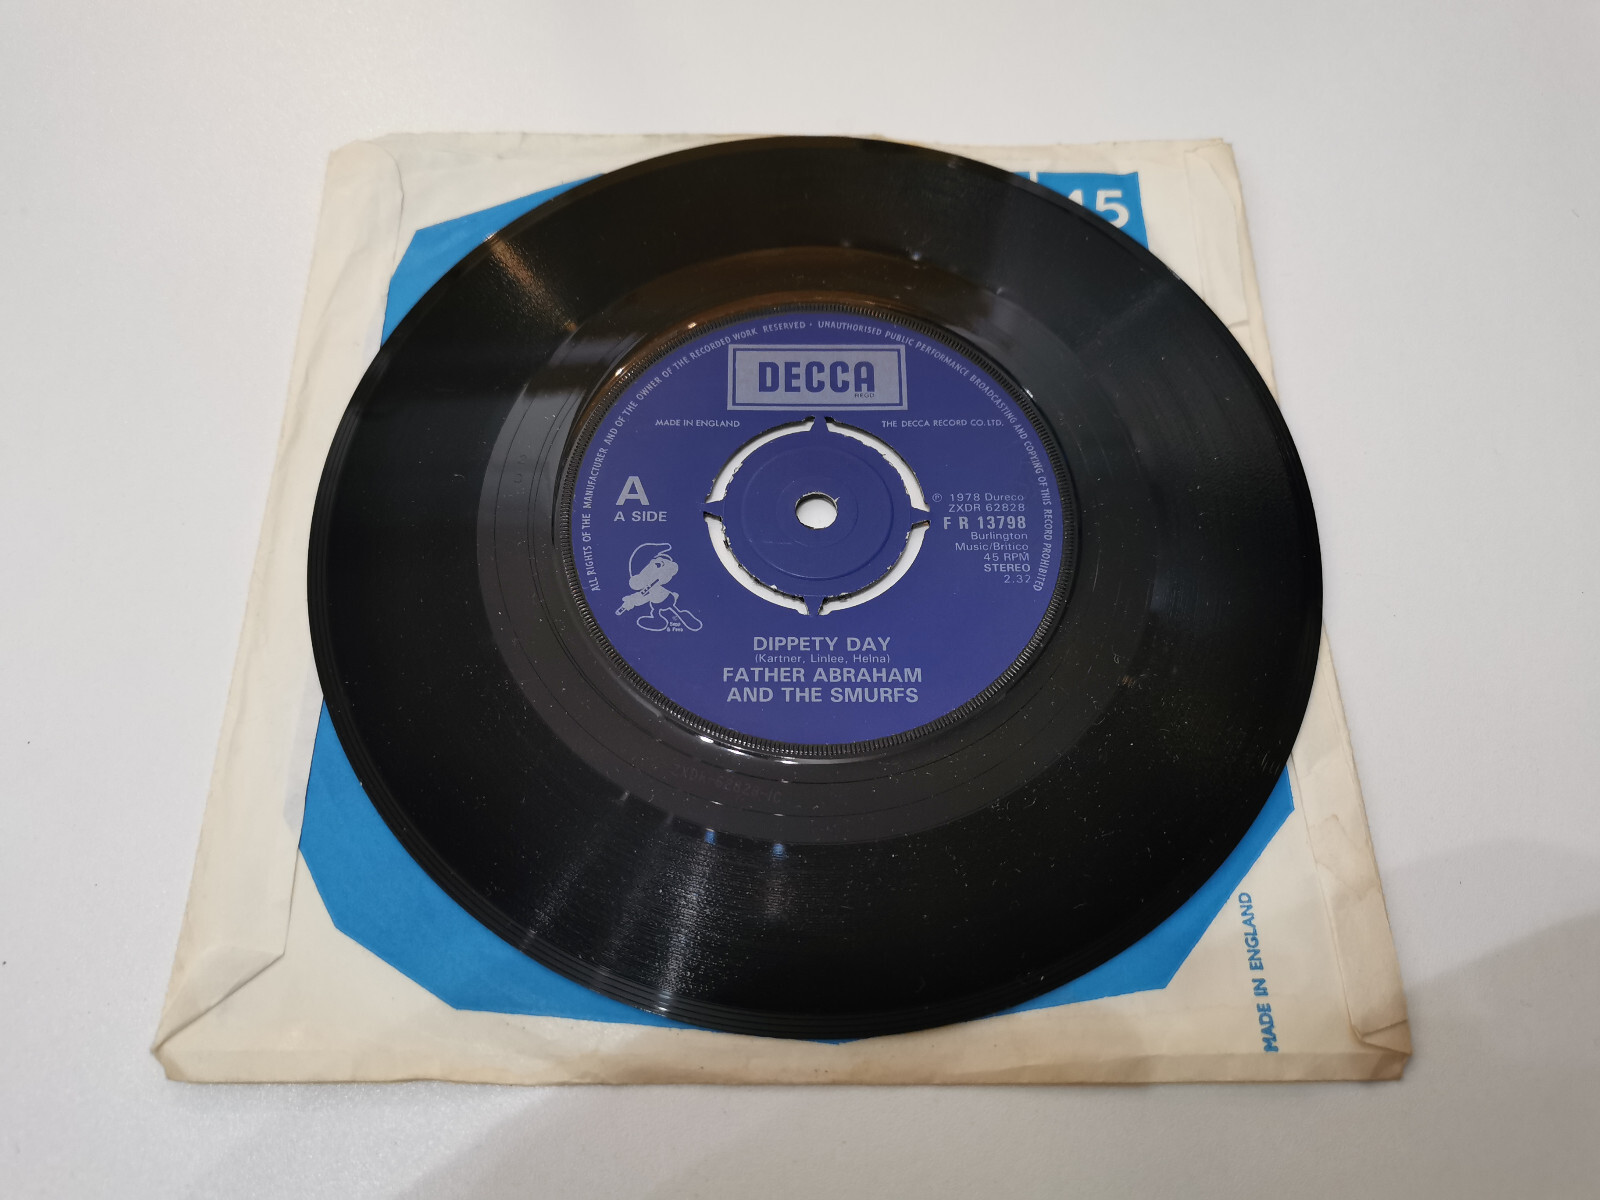 45
ALL RIGHTS OF THE MANUFACTURER AND OF THE OWNER OF THE RECORDED WORK RESERVED · UNAUTHORISED PUBLIC PERFORMANCE BROADCASTING AND COPYING OF THIS RECORD PROHIBITED
DECCA
REGD
MADE IN ENGLAND
THE DECCA RECORD CO. LTD.
A
A SIDE
℗ 1978 Dureco
ZXDR 62828
F R 13798
Burlington
Music/Britico
45 RPM
STEREO
2.37
& Peyo
DIPPETY DAY
(Kartner, Linlee, Helna)
FATHER ABRAHAM
AND THE SMURFS
MADE IN ENGLAND